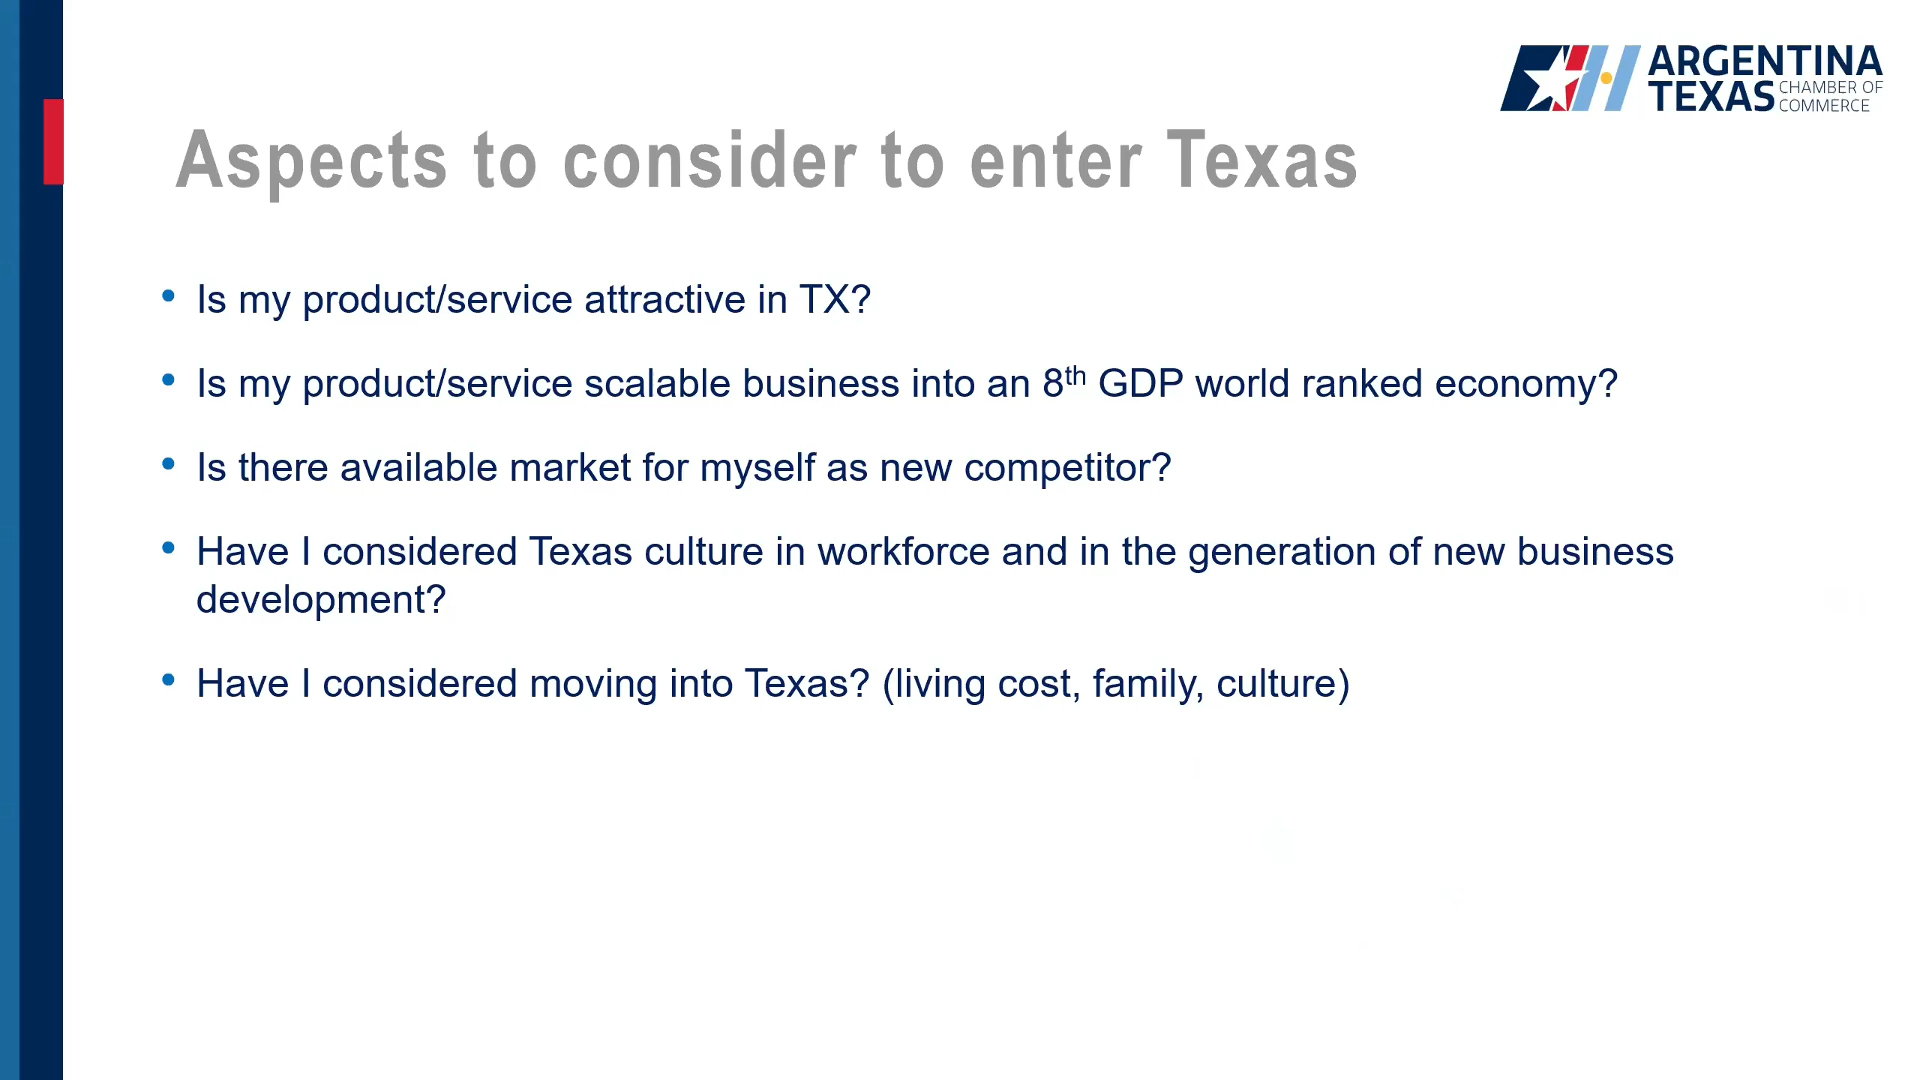 ARGENTINA
TEXAS CHAMBER OF
COMMERCE
Aspects to consider to enter Texas
• Is my product/service attractive in TX?
• Is my product/service scalable business into an 8th GDP world ranked economy?
• Is there available market for myself as new competitor?
• Have I considered Texas culture in workforce and in the generation of new business
development?
• Have I considered moving into Texas? (living cost, family, culture)